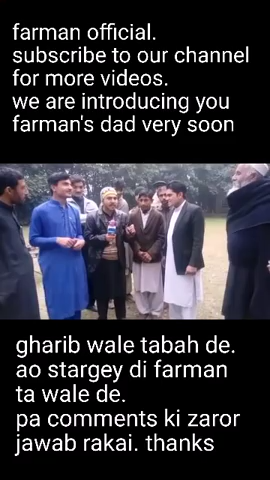 farman official.
subscribe to our channel
for more videos.
we are introducing you
farman's dad very soon
gharib wale tabah de.
ao stargey di farman
ta wale de.
pa comments ki zaror
jawab rakai. thanks